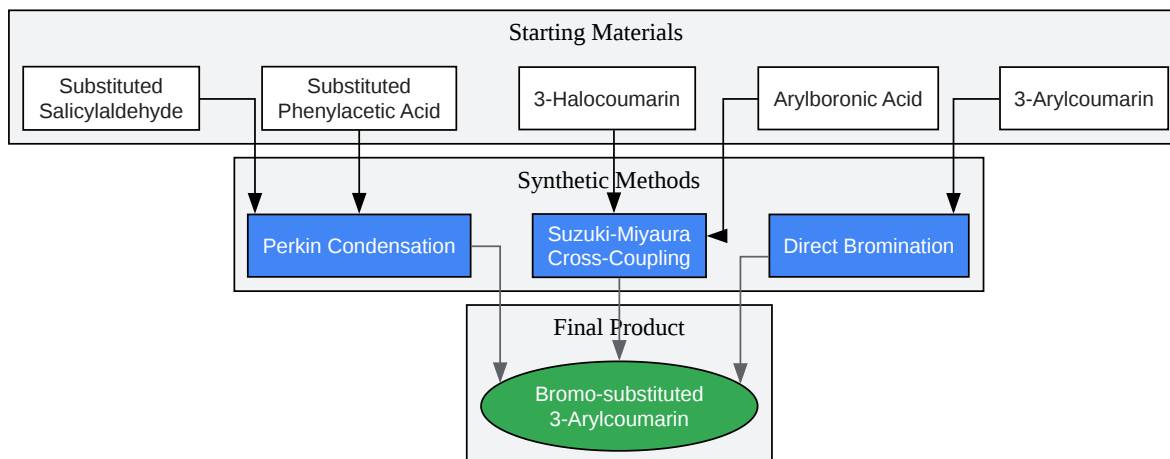 Starting Materials
Substituted
Salicylaldehyde
Substituted
Phenylacetic Acid
3-Halocoumarin
Arylboronic Acid
3-Arylcoumarin
Synthetic Methods
Perkin Condensation
Suzuki-Miyaura
Cross-Coupling
Direct Bromination
Final Product
Bromo-substituted
3-Arylcoumarin